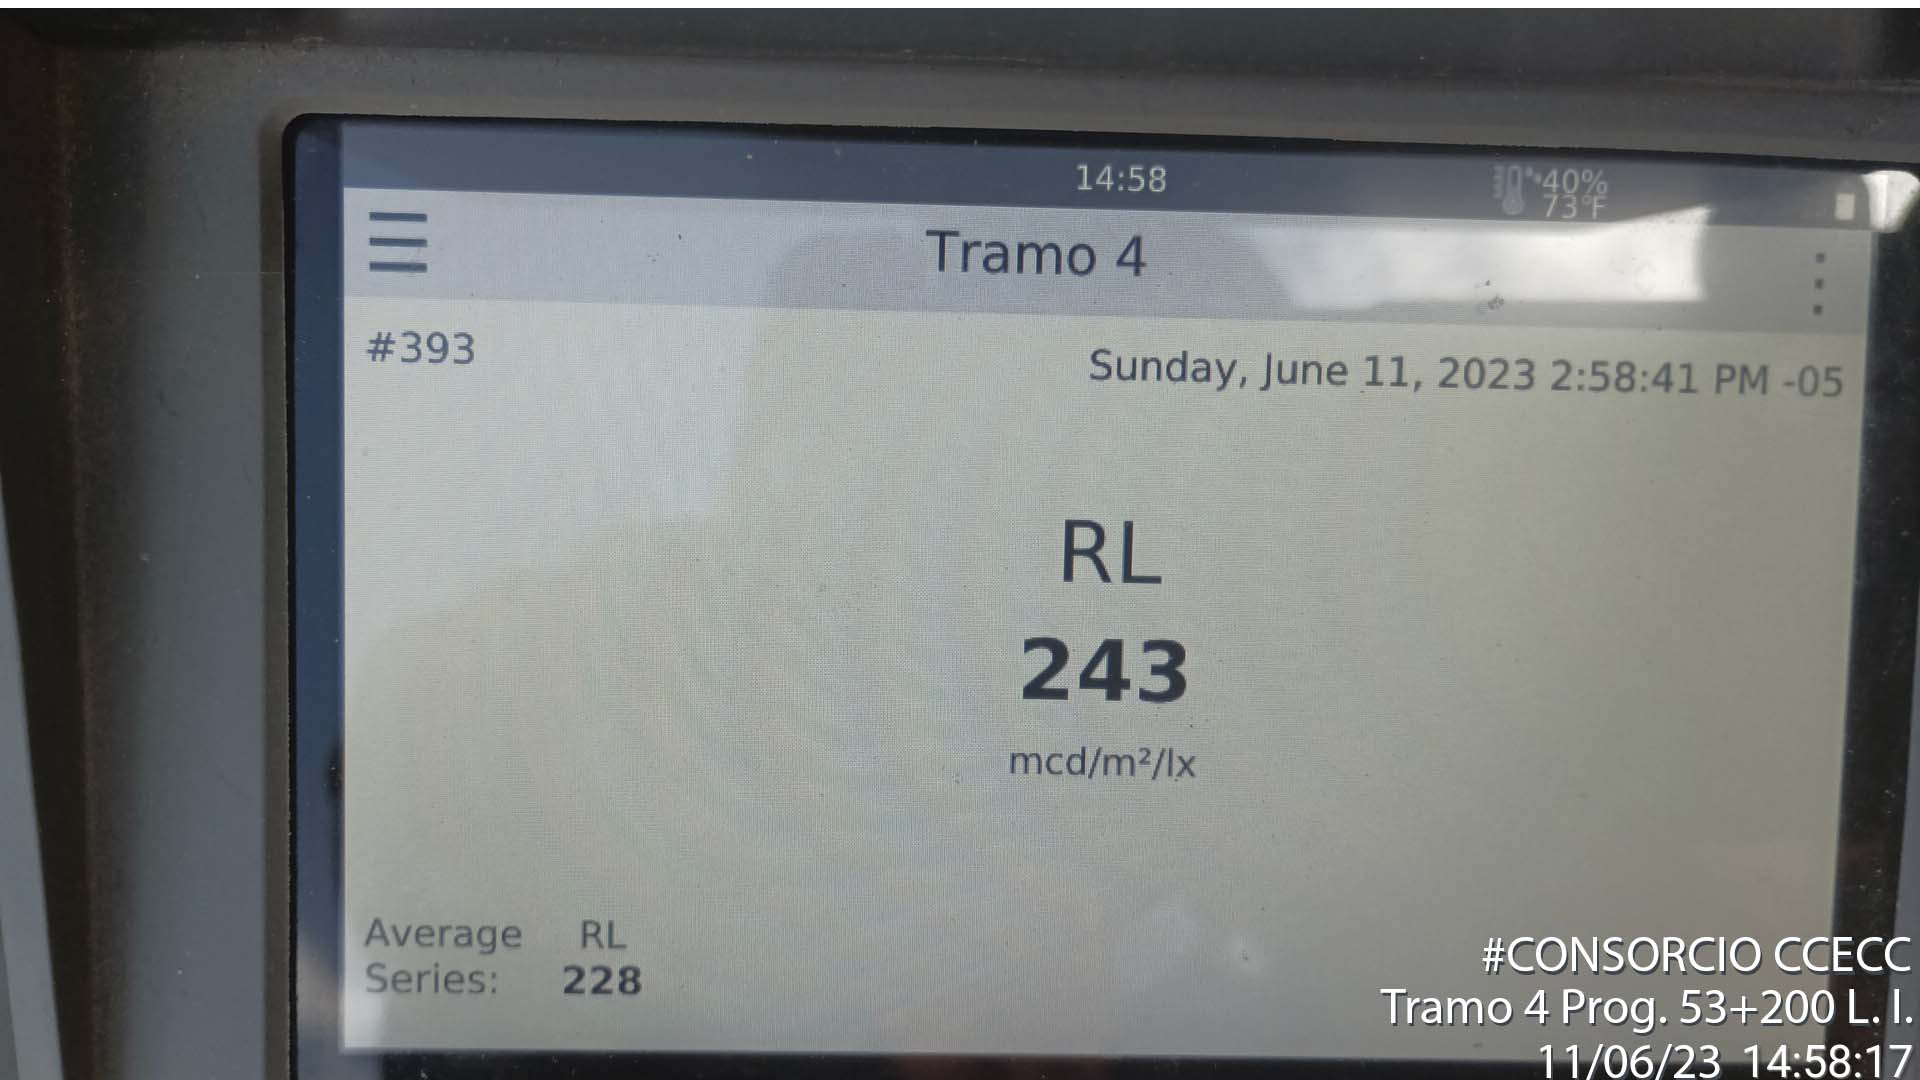 14:58
40%
73°F
Tramo 4
#393
Sunday, June 11, 2023 2:58:41 PM -05
RL
243
mcd/m²/lx
Average RL
Series: 228
#CONSORCIO CCECC
Tramo 4 Prog. 53+200 L. I.
11/06/23 14:58:17